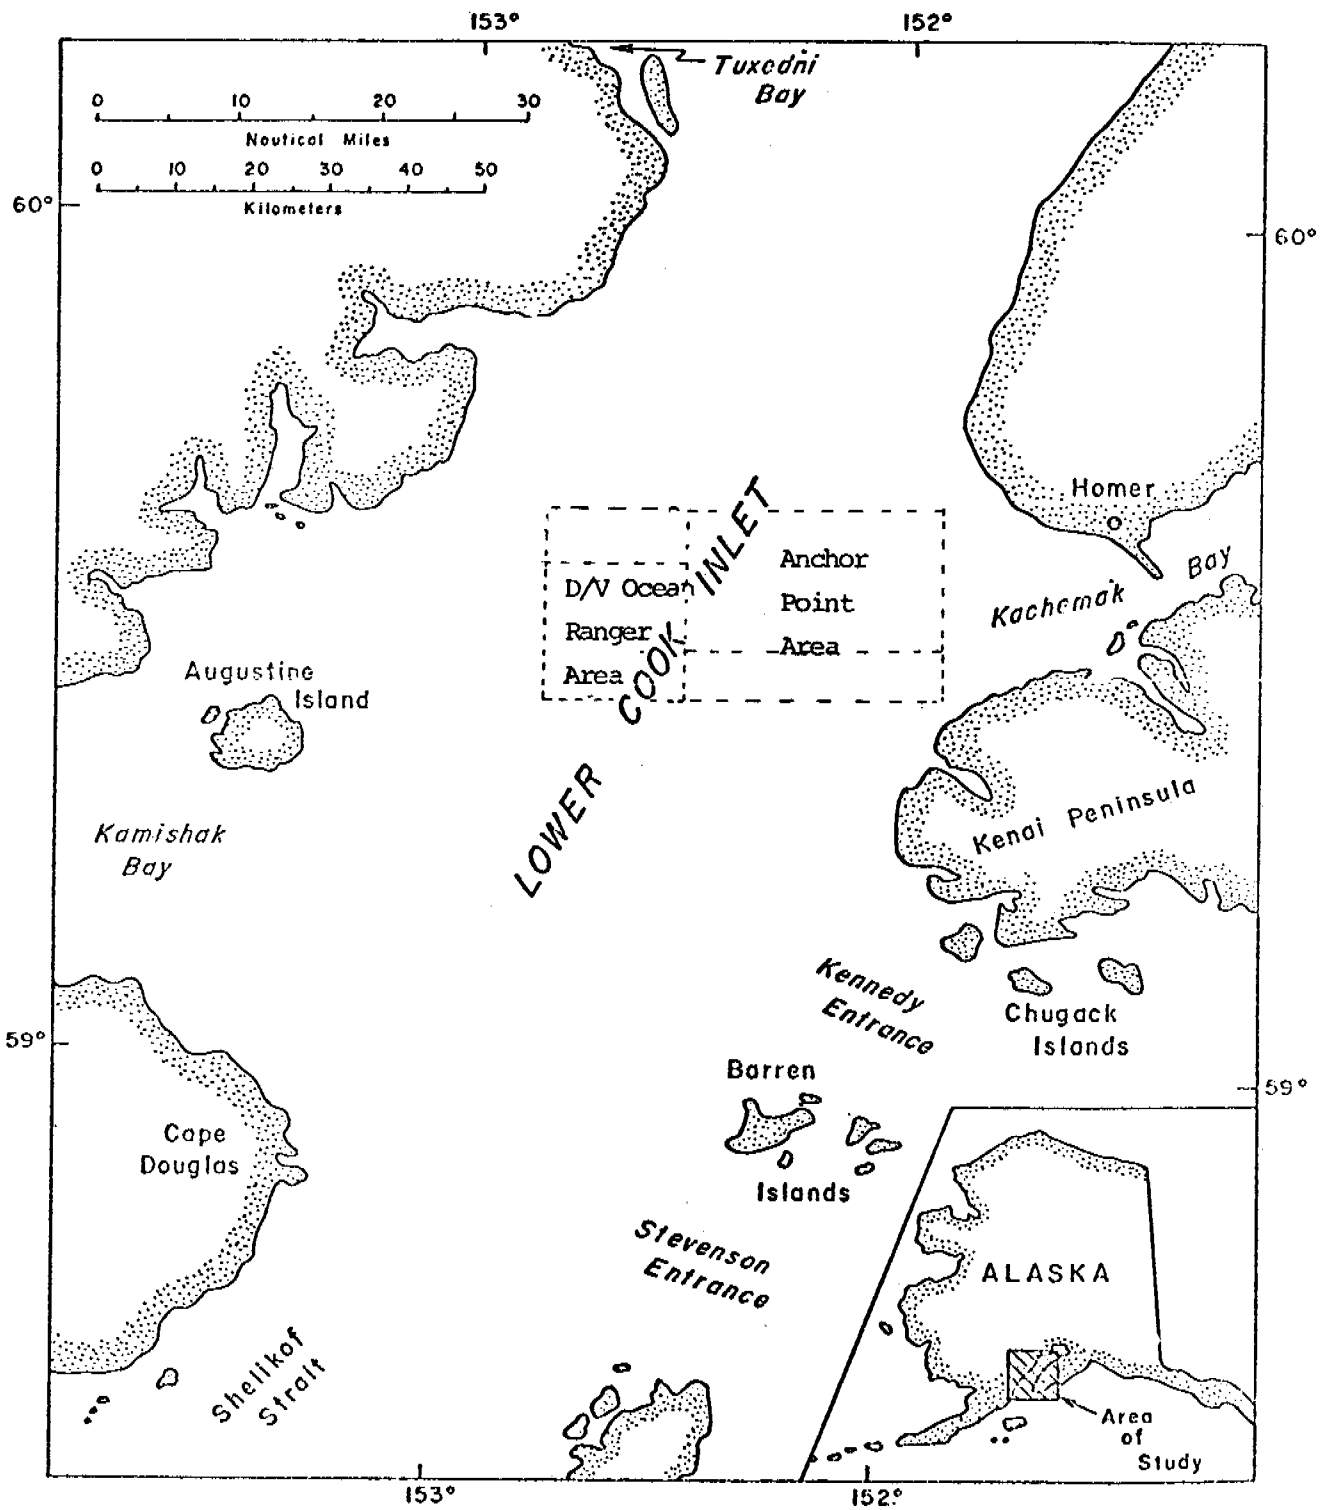 153°
152°
Tuxedni
Bay
0 10 20 30
Nautical Miles
0 10 20 30 40 50
Kilometers
60°
60°
Homer
Bay
Kachemak
Anchor
Point
Area
D/V Ocean
Ranger
Area
LOWER COOK INLET
Augustine
Island
Kamishak
Bay
Kenai Peninsula
Kennedy
Entrance
Chugack
Islands
59°
59°
Barren
Islands
Cape
Douglas
Stevenson
Entrance
Shelikof
Strait
ALASKA
Area
of
Study
153°
152°